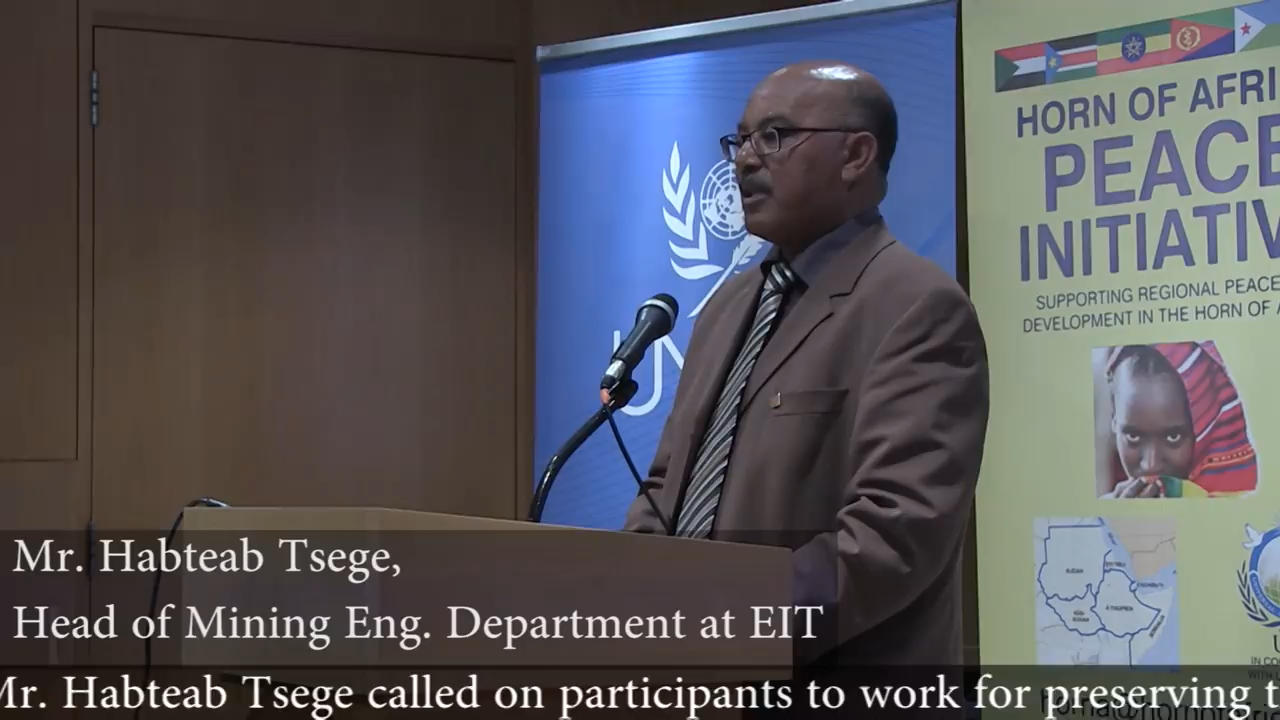 HORN OF AFRI
PEACE
INITIATIV
SUPPORTING REGIONAL PEACE
DEVELOPMENT IN THE HORN OF A
SUDAN
Mr. Habteab Tsege,
Head of Mining Eng. Department at EIT
Mr. Habteab Tsege called on participants to work for preserving t